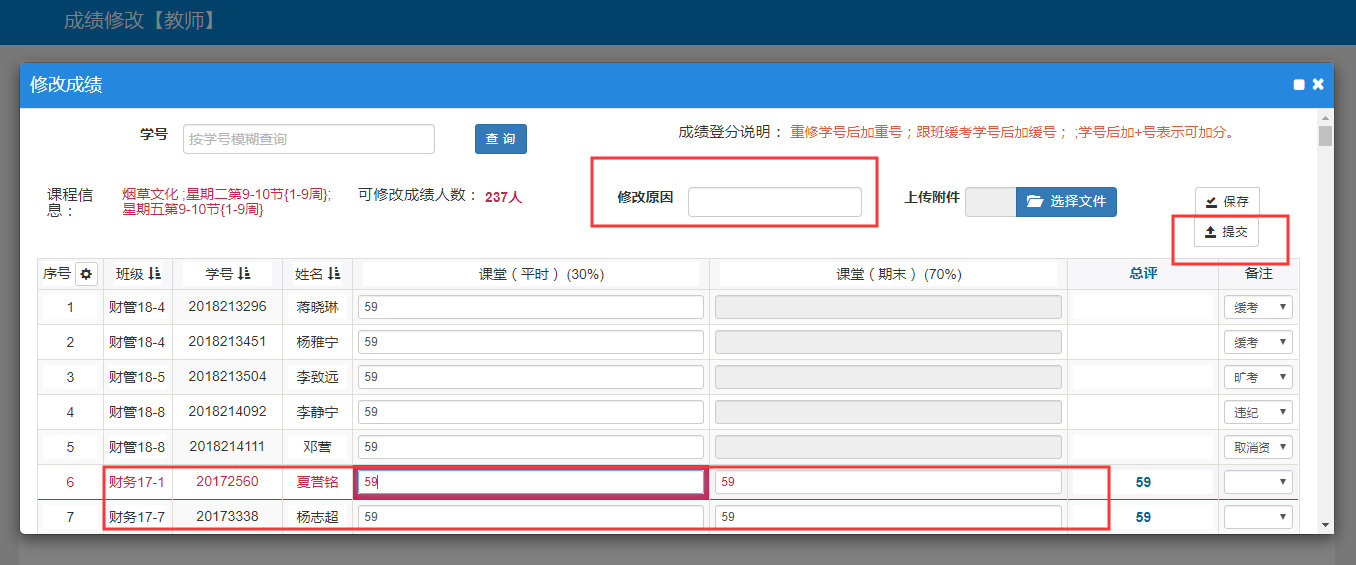 成绩修改【教师】
修改成绩
学号 按学号模糊查询 查 询 成绩登分说明： 重修学号后加重号；跟班缓考学号后加缓号； ;学号后加+号表示可加分。
课程信息： 烟草文化 ;星期二第9-10节{1-9周};星期五第9-10节{1-9周} 可修改成绩人数： 237人 修改原因 上传附件 选择文件 保存
提交
序号 班级 学号 姓名 课堂（平时）(30%) 课堂（期末）(70%) 总评 备注
1 财管18-4 2018213296 蒋晓琳 59 缓考
2 财管18-4 2018213451 杨雅宁 59 缓考
3 财管18-5 2018213504 李致远 59 旷考
4 财管18-8 2018214092 李静宁 59 违纪
5 财管18-8 2018214111 邓营 59 取消资
6 财务17-1 20172560 夏誉铭 59 59 59
7 财务17-7 20173338 杨志超 59 59 59